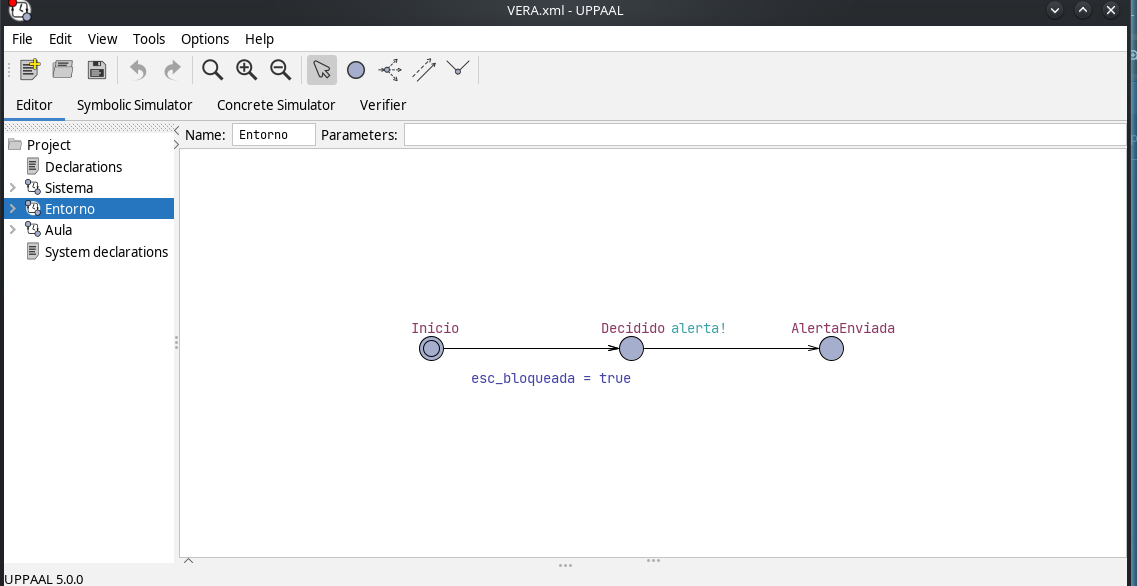 VERA.xml - UPPAAL
File Edit View Tools Options Help
Editor Symbolic Simulator Concrete Simulator Verifier
Name: Entorno Parameters:
Project
Declarations
Sistema
Entorno
Aula
System declarations
Inicio Decidido alerta! AlertaEnviada
esc_bloqueada = true
UPPAAL 5.0.0